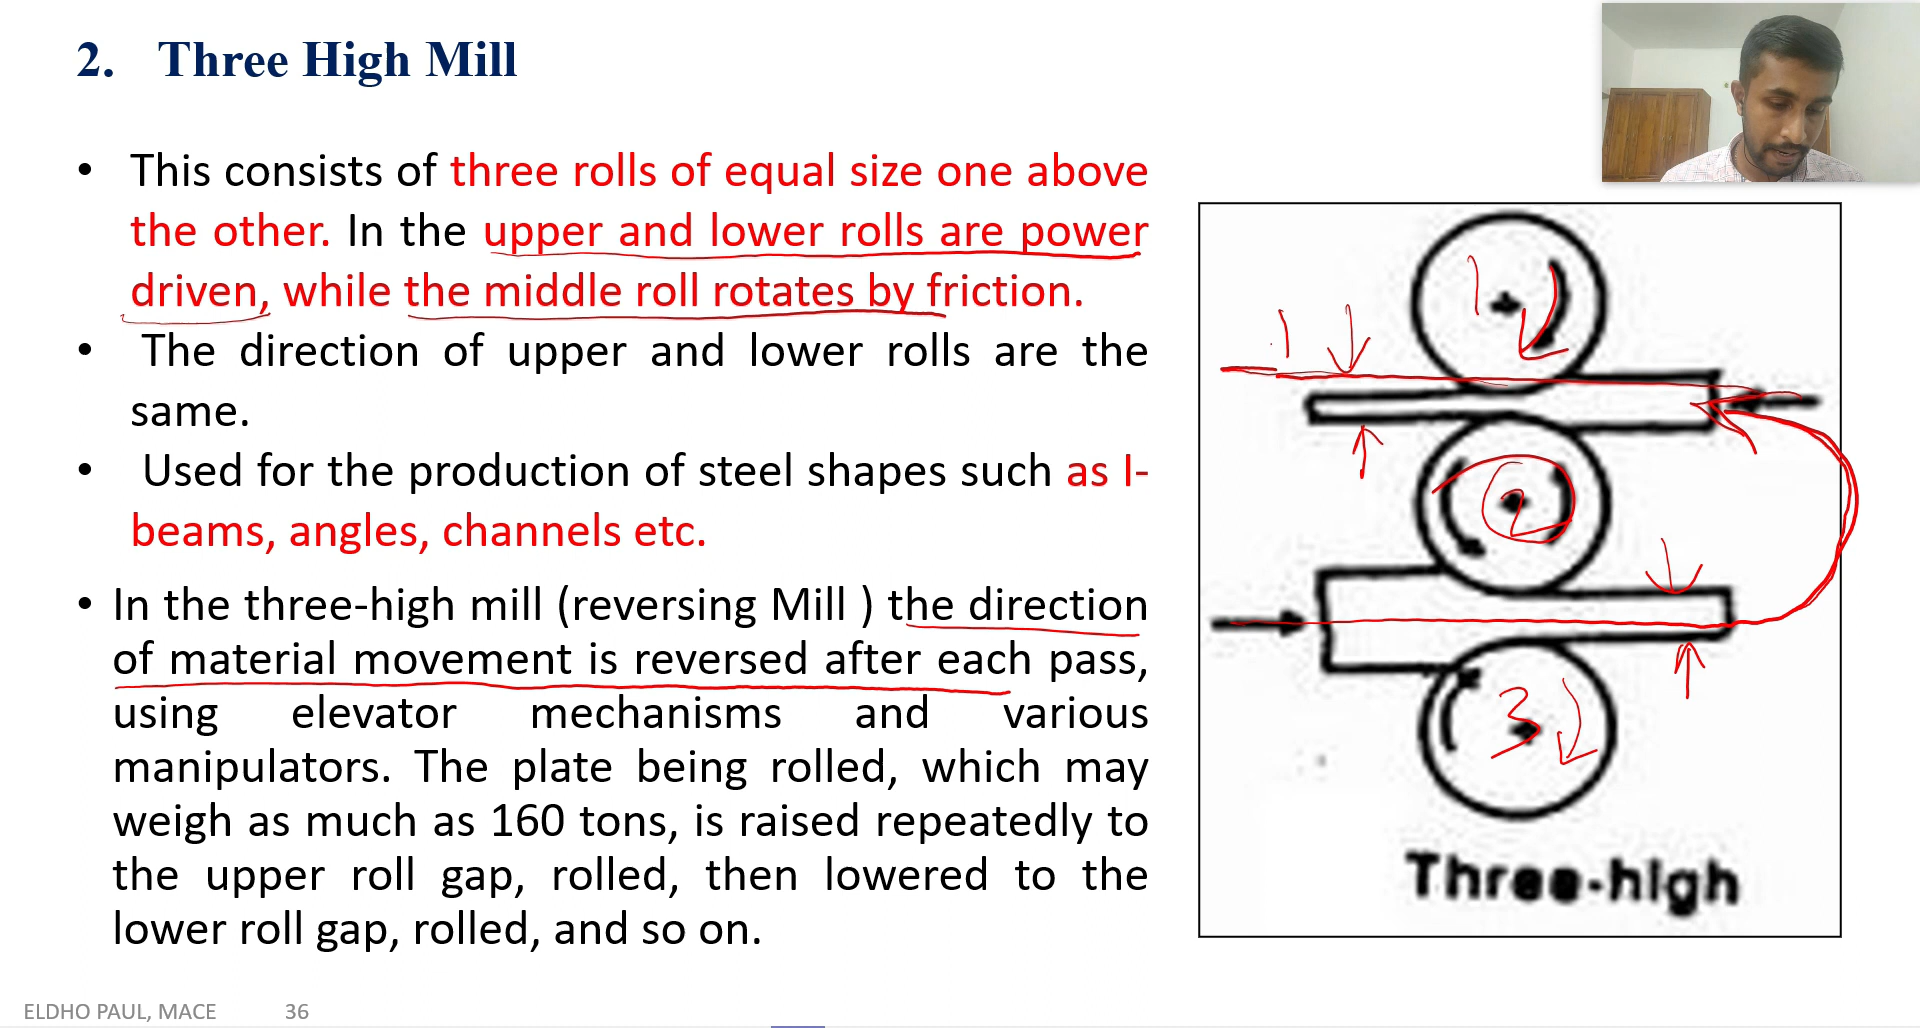 2. Three High Mill
• This consists of three rolls of equal size one above
the other. In the upper and lower rolls are power
driven, while the middle roll rotates by friction.
• The direction of upper and lower rolls are the
same.
• Used for the production of steel shapes such as I-
beams, angles, channels etc.
• In the three-high mill (reversing Mill ) the direction
of material movement is reversed after each pass,
using elevator mechanisms and various
manipulators. The plate being rolled, which may
weigh as much as 160 tons, is raised repeatedly to
the upper roll gap, rolled, then lowered to the
lower roll gap, rolled, and so on.
1
1
2
3
Three-high
ELDHO PAUL, MACE 36